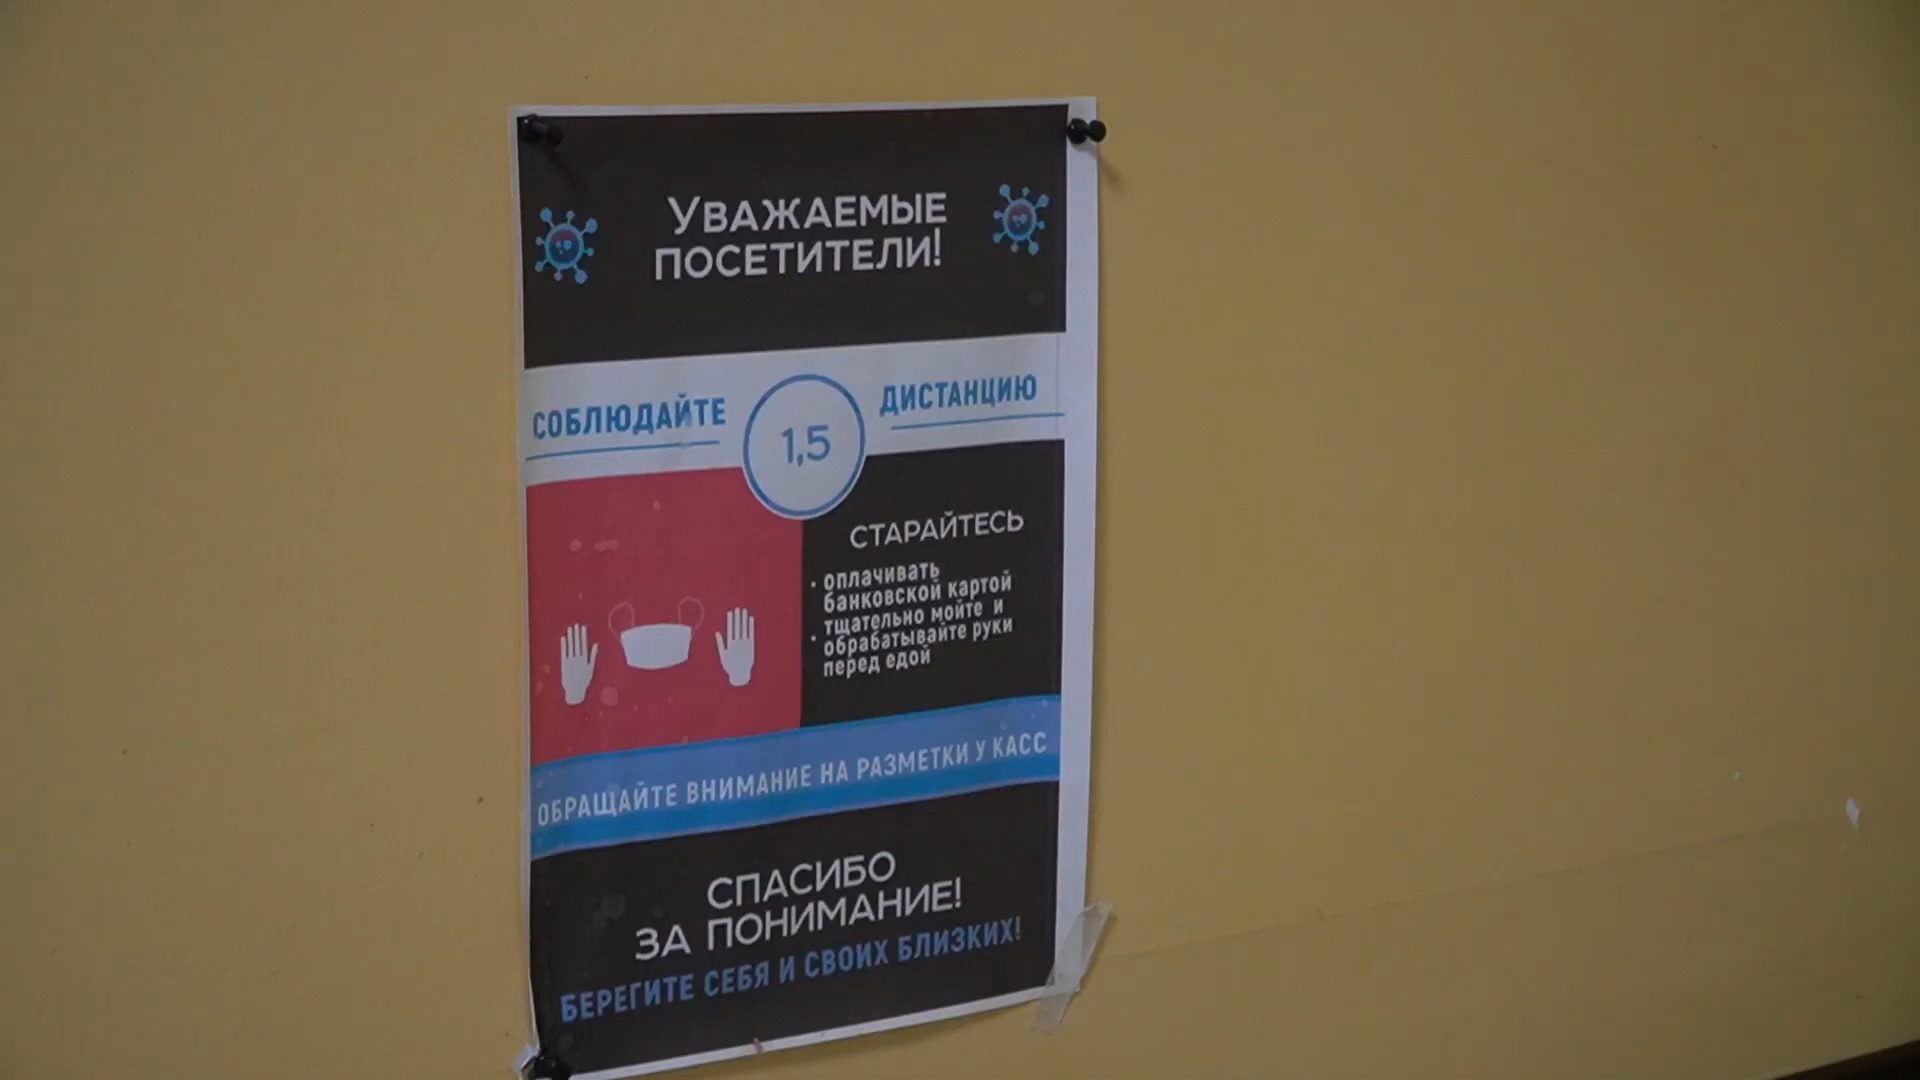 УВАЖАЕМЫЕ
ПОСЕТИТЕЛИ!
СОБЛЮДАЙТЕ 1,5 ДИСТАНЦИЮ
СТАРАЙТЕСЬ
· оплачивать
банковской картой
тщательно мойте и
· обрабатывайте руки
перед едой
ОБРАЩАЙТЕ ВНИМАНИЕ НА РАЗМЕТКИ У КАСС
СПАСИБО
ЗА ПОНИМАНИЕ!
БЕРЕГИТЕ СЕБЯ И СВОИХ БЛИЗКИХ!